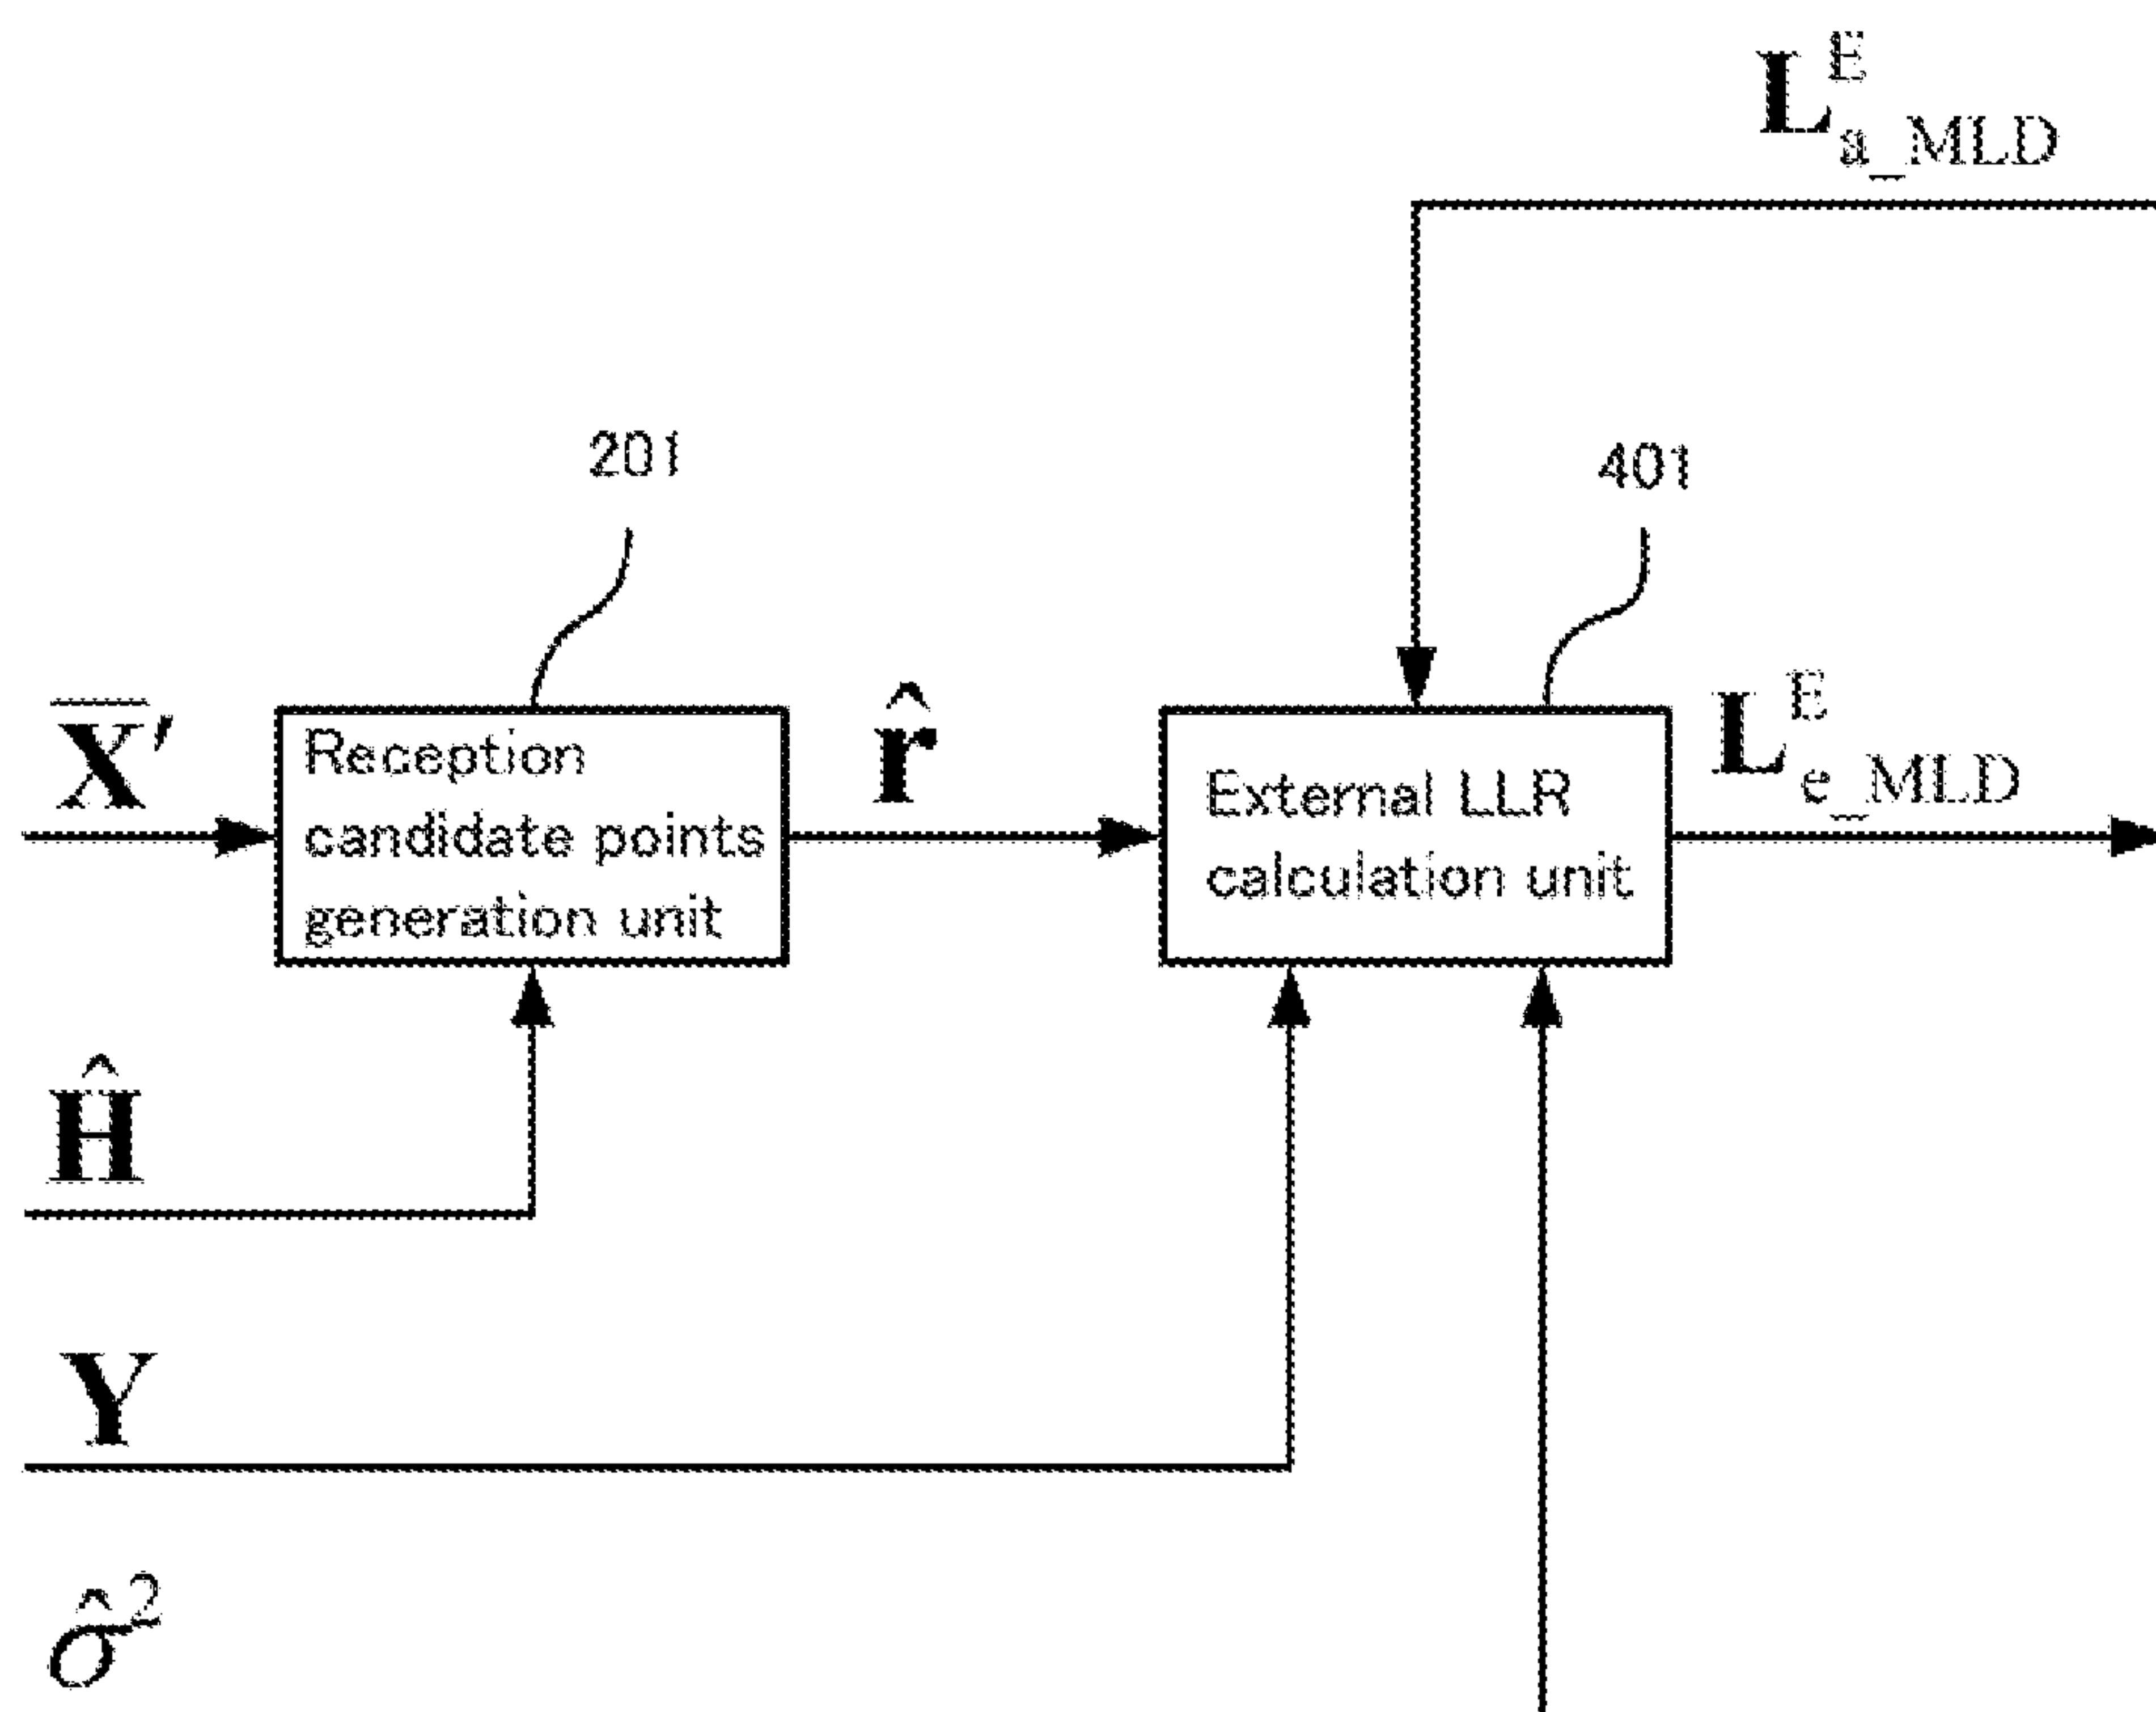 L^E_a_MLD
201
401
X̅′
Reception
candidate points
generation unit
r̂
External LLR
calculation unit
L^E_e_MLD
Ĥ
Y
σ̂²